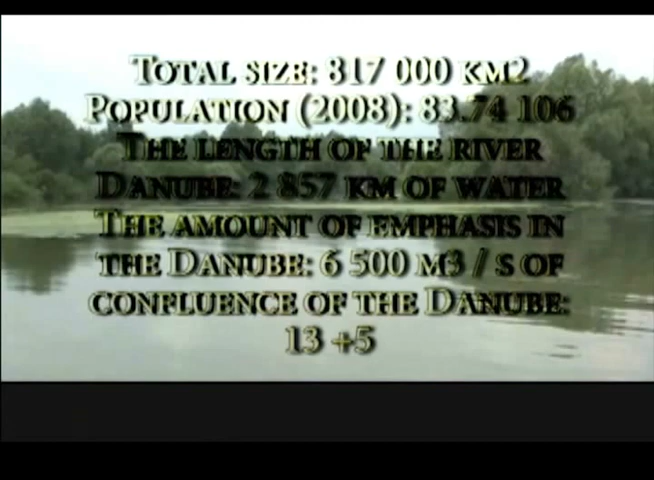 Total size: 817 000 km2
Population (2008): 83.74 106
The length of the river
Danube: 2 857 km of water
The amount of emphasis in
the Danube: 6 500 m3 / s of
confluence of the Danube:
13 +5